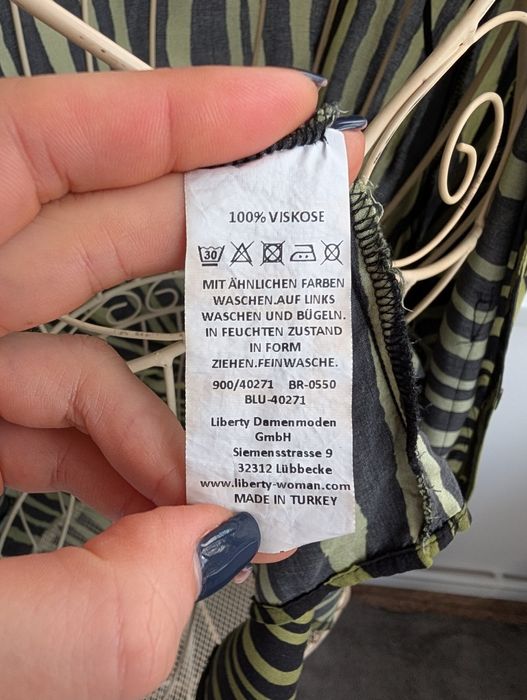 100% VISKOSE
30
MIT ÄHNLICHEN FARBEN
WASCHEN.AUF LINKS
WASCHEN UND BÜGELN.
IN FEUCHTEN ZUSTAND
IN FORM
ZIEHEN.FEINWASCHE.
900/40271 BR-0550
BLU-40271
Liberty Damenmoden
GmbH
Siemensstrasse 9
32312 Lübbecke
www.liberty-woman.com
MADE IN TURKEY